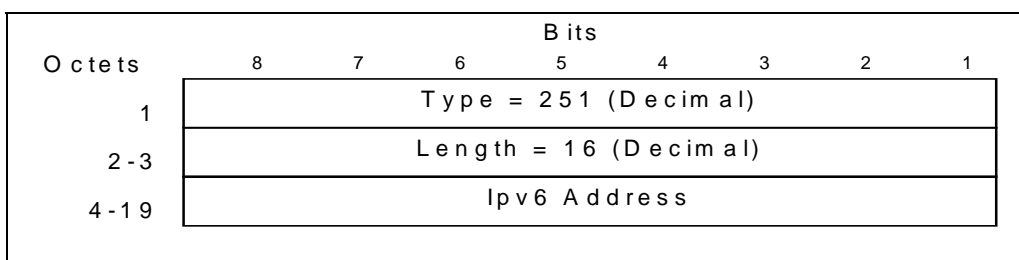 Bits
Octets 8 7 6 5 4 3 2 1
1 Type = 251 (Decimal)
2-3 Length = 16 (Decimal)
4-19 Ipv6 Address